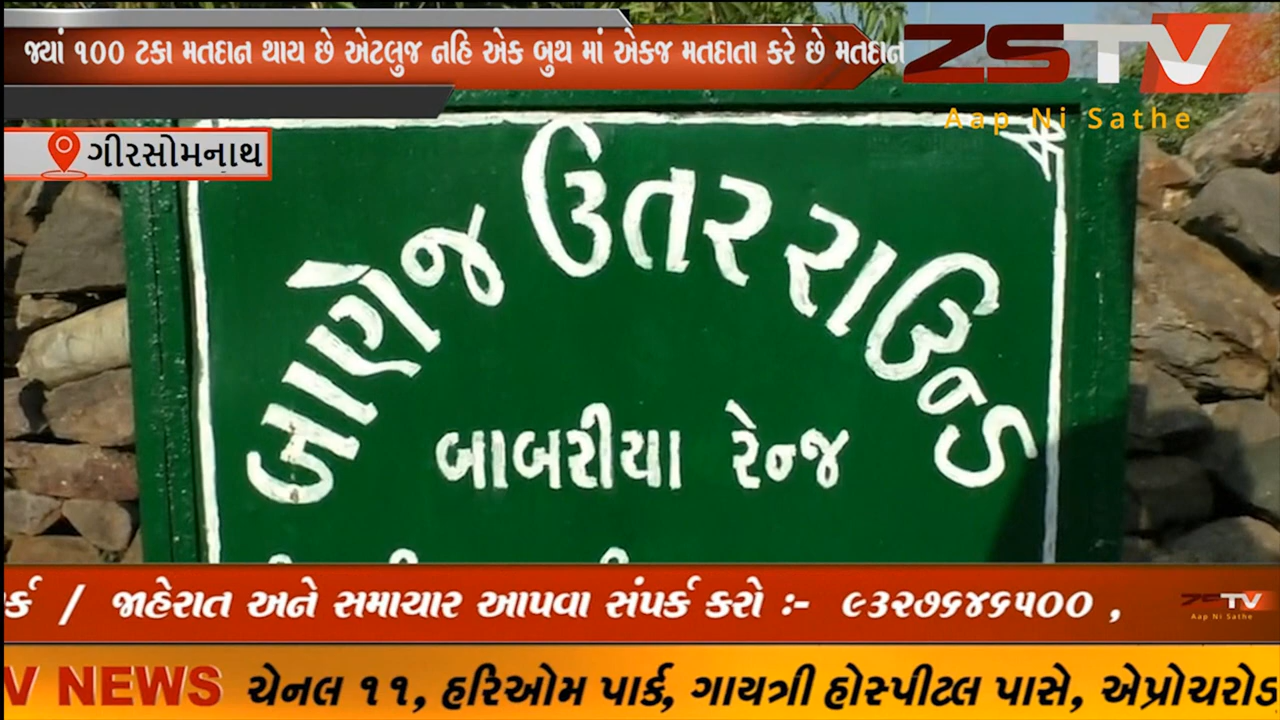 જ્યાં ૧૦૦ ટકા મતદાન થાય છે એટલુજ નહિ એક બુથ માં એકજ મતદાતા કરે છે મતદાન
ZSTV
Aap Ni Sathe
ગીરસોમનાથ
બાણેજ ઉતર રાઉન્ડ
બાબરીયા રેન્જ
ર્ક / જાહેરાત અને સમાચાર આપવા સંપર્ક કરો :- ૯૩૨૭૬૪૬૫૦૦ ,
ZSTV
Aap Ni Sathe
V NEWS ચેનલ ૧૧, હરિઓમ પાર્ક, ગાયત્રી હોસ્પીટલ પાસે, એપ્રોચરોડ